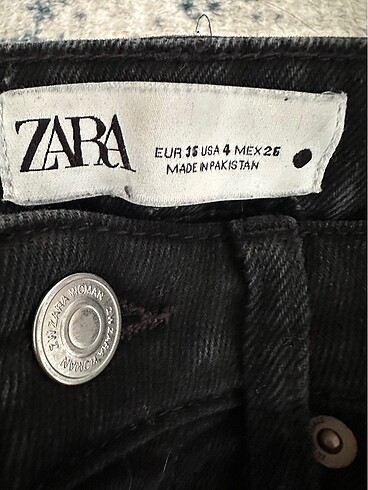 ZARA
EUR 36 USA 4 MEX 26
MADE IN PAKISTAN
Z.W ZARA WOMAN Z.W ZARA WOMAN